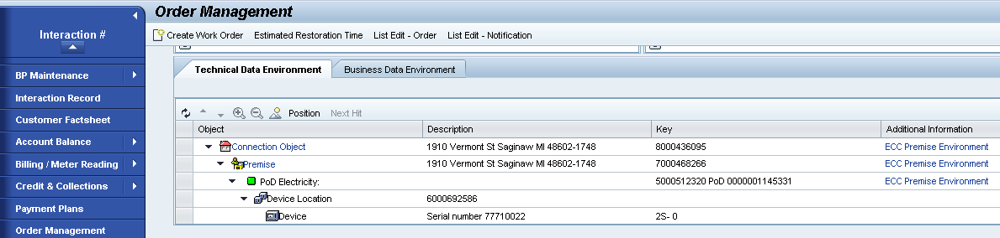 Order Management
Interaction #
Create Work Order Estimated Restoration Time List Edit - Order List Edit - Notification
Technical Data Environment Business Data Environment
BP Maintenance
Interaction Record
Customer Factsheet
Account Balance
Billing / Meter Reading
Credit & Collections
Payment Plans
Order Management
Position Next Hit
Object Description Key Additional Information
Connection Object 1910 Vermont St Saginaw MI 48602-1748 8000436095 ECC Premise Environment
Premise 1910 Vermont St Saginaw MI 48602-1748 7000468266 ECC Premise Environment
PoD Electricity: 5000512320 PoD 0000001145331 ECC Premise Environment
Device Location 6000692586
Device Serial number 77710022 2S- 0